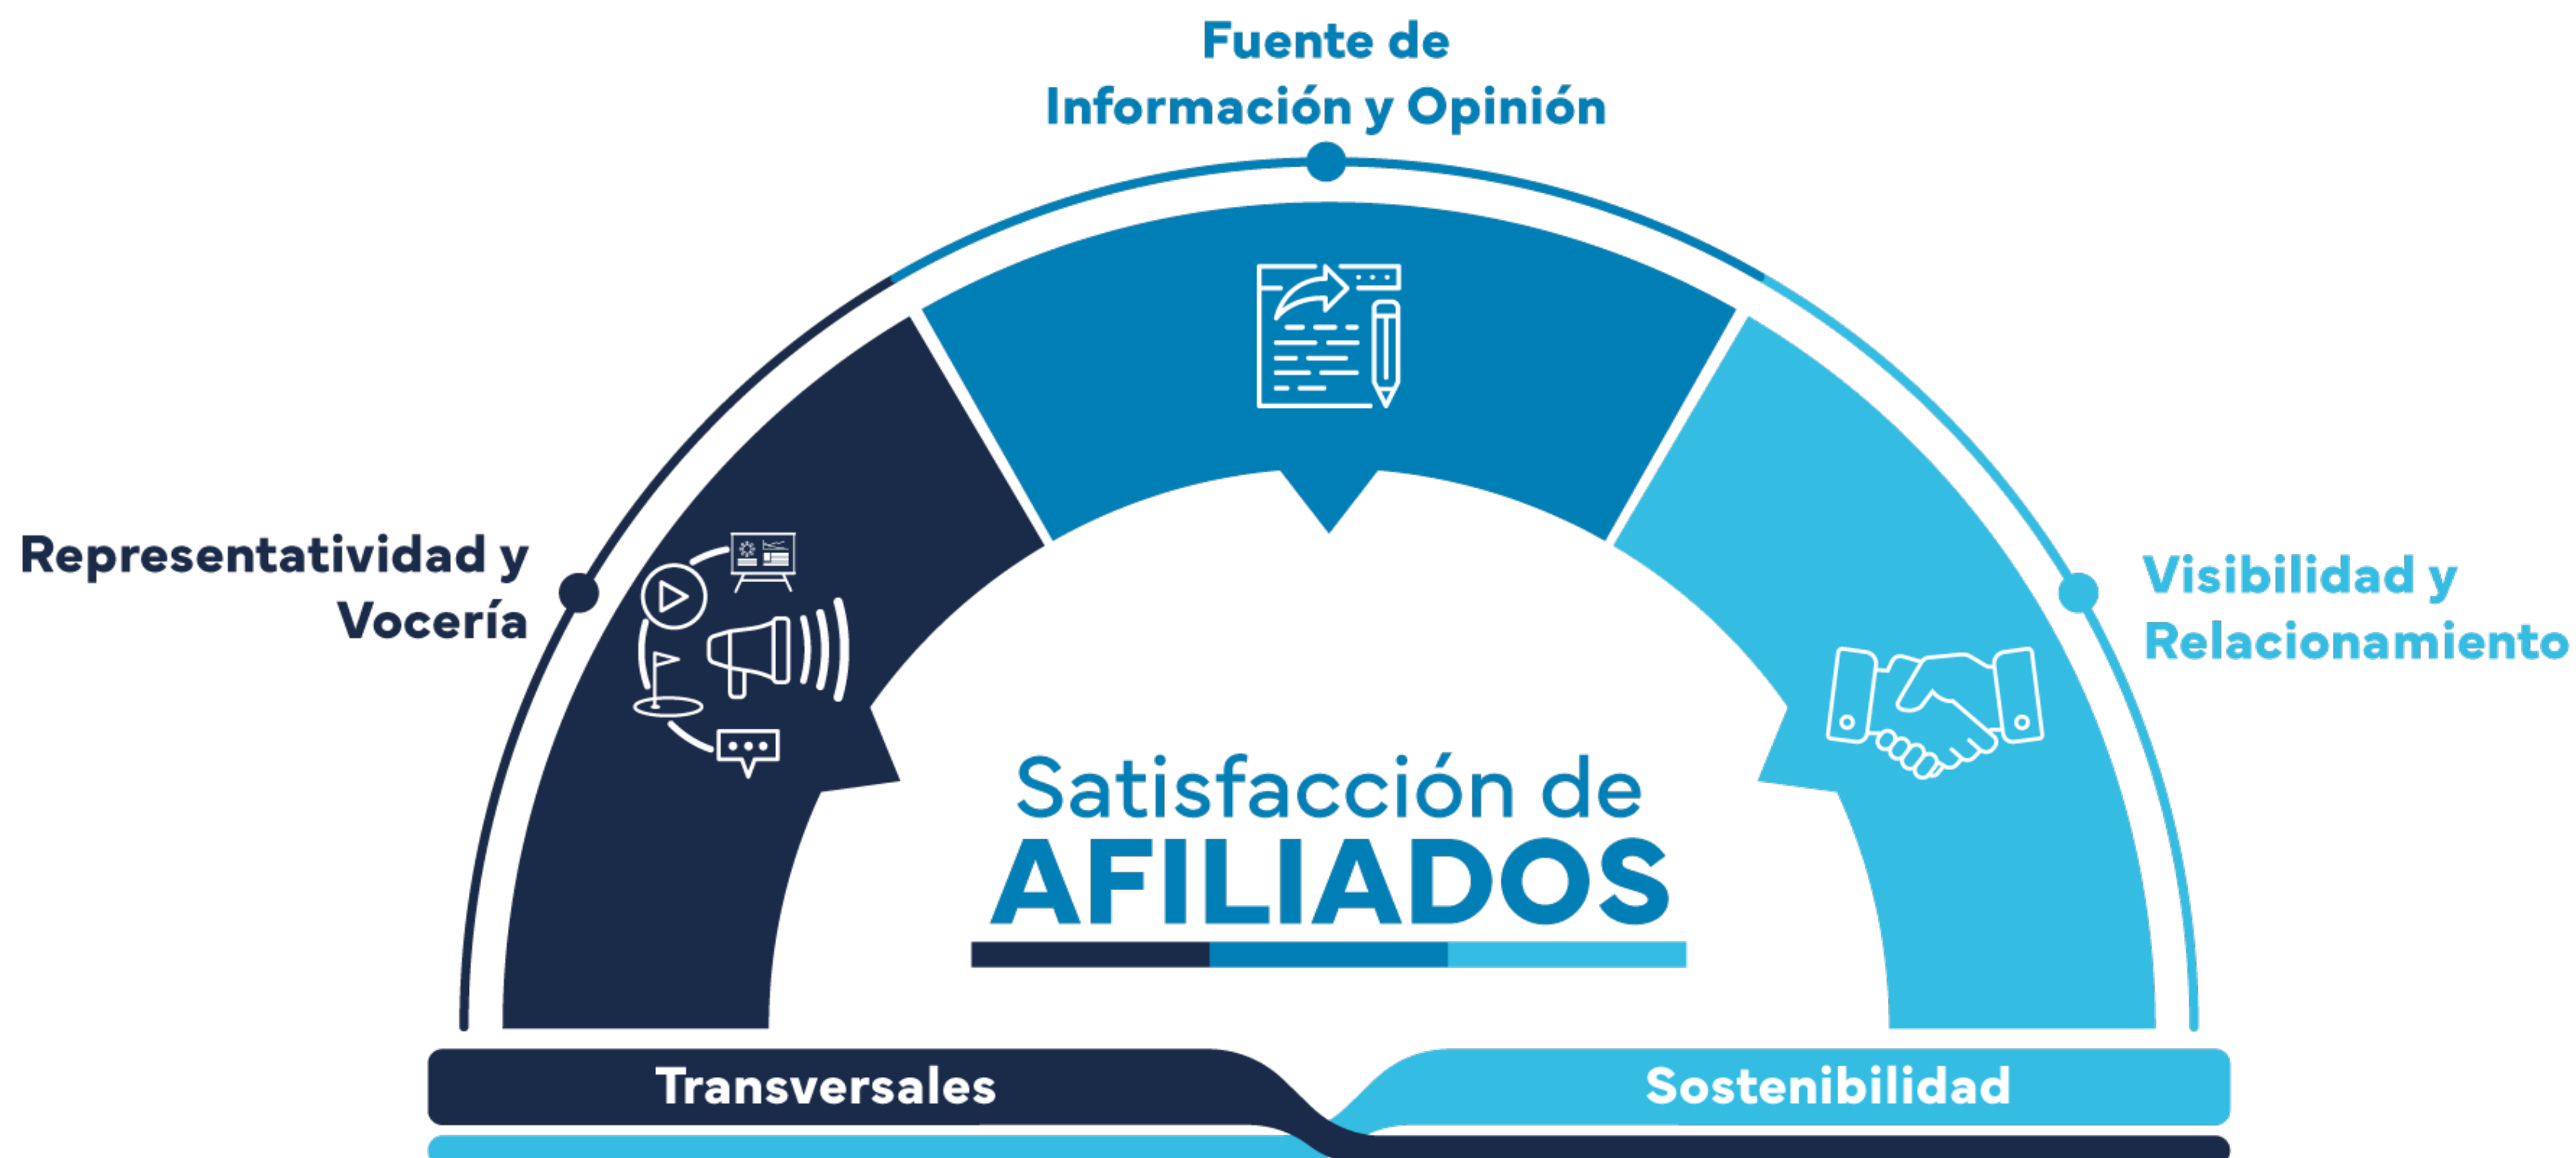 Fuente de
Información y Opinión
Representatividad y
Vocería
Visibilidad y
Relacionamiento
Satisfacción de
AFILIADOS
Transversales
Sostenibilidad